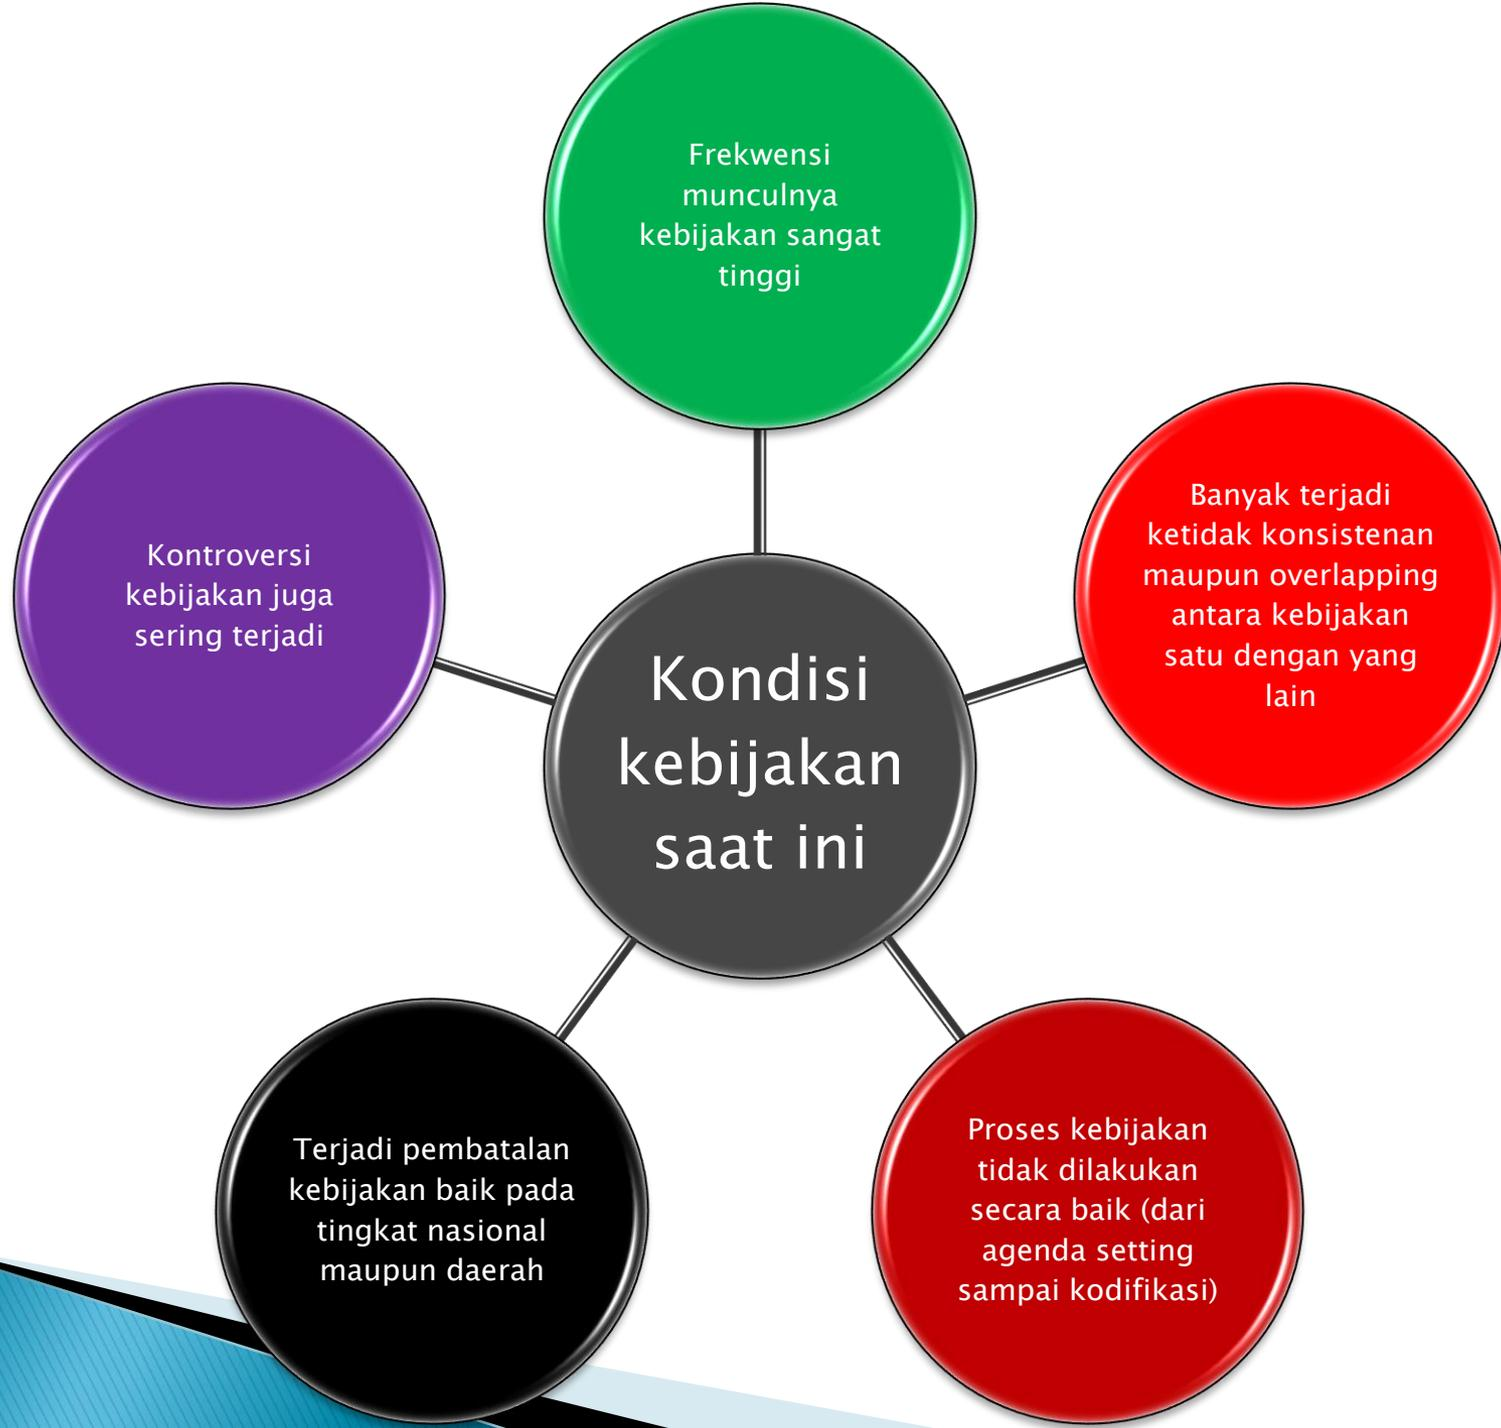 Frekwensi
munculnya
kebijakan sangat
tinggi
Banyak terjadi
ketidak konsistenan
maupun overlapping
antara kebijakan
satu dengan yang
lain
Kontroversi
kebijakan juga
sering terjadi
Kondisi
kebijakan
saat ini
Proses kebijakan
tidak dilakukan
secara baik (dari
agenda setting
sampai kodifikasi)
Terjadi pembatalan
kebijakan baik pada
tingkat nasional
maupun daerah